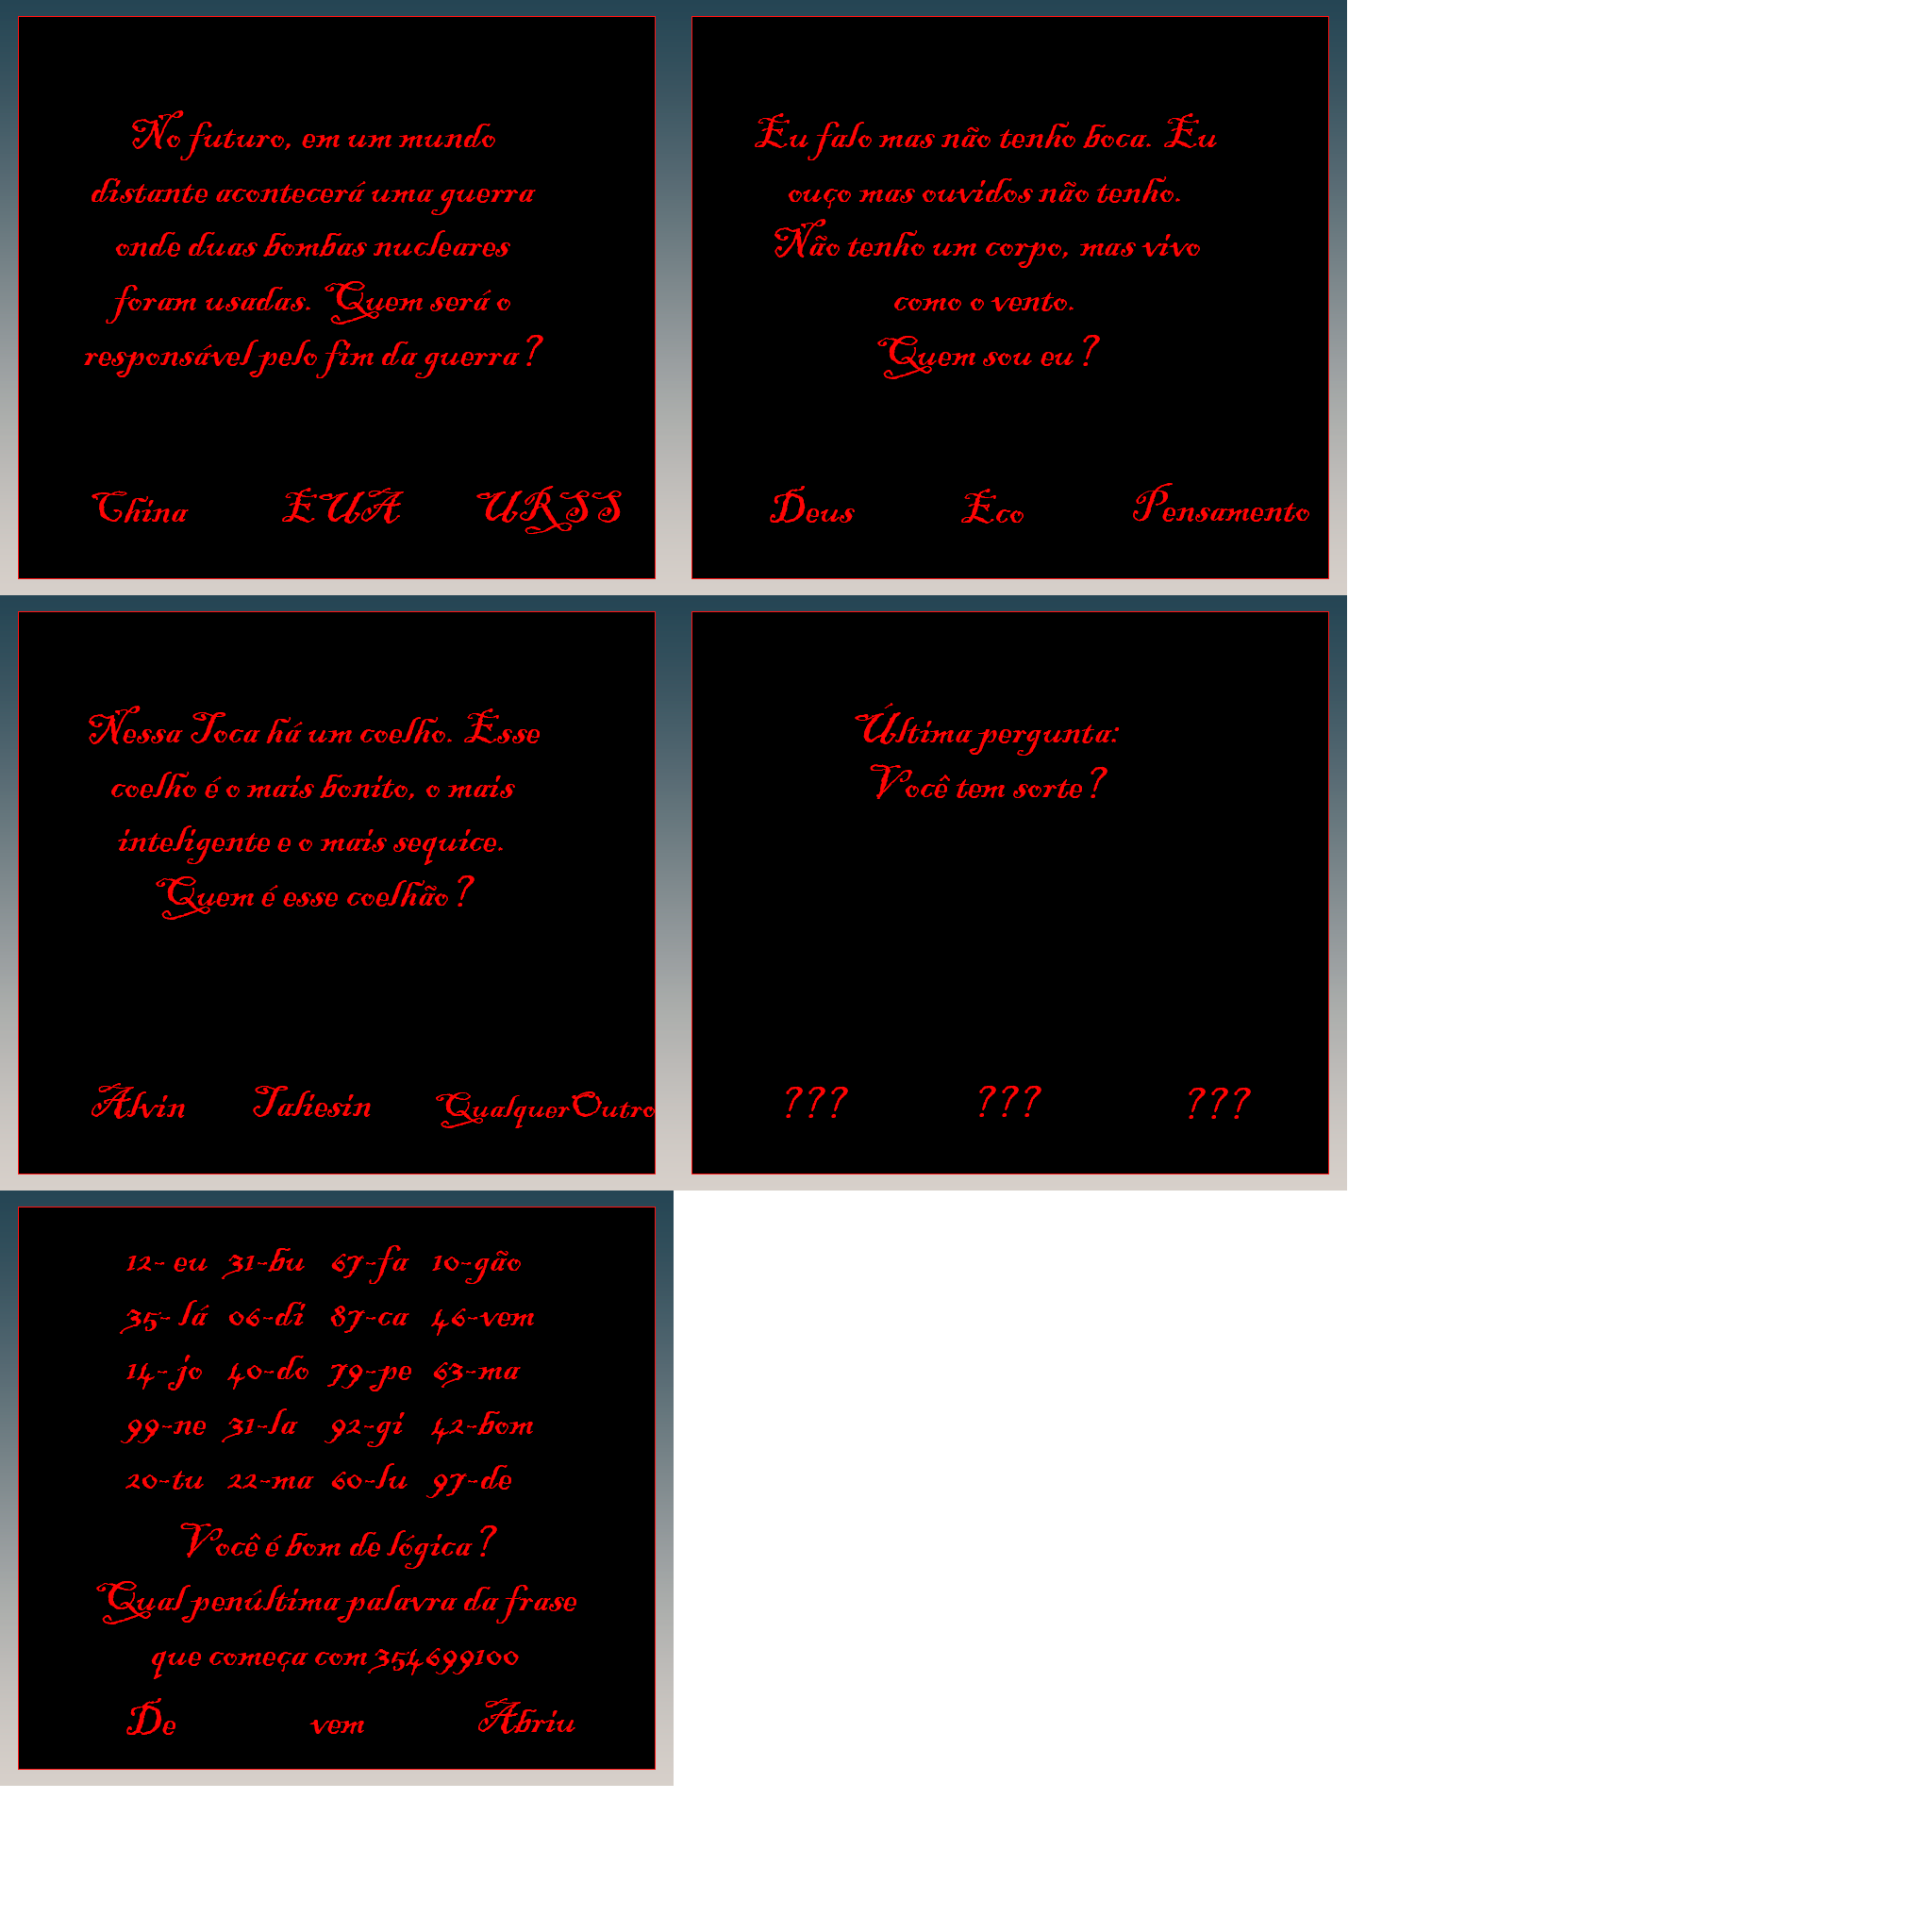 No futuro, em um mundo
distante acontecerá uma guerra
onde duas bombas nucleares
foram usadas. Quem será o
responsável pelo fim da guerra?
China EUA URSS
Eu falo mas não tenho boca. Eu
ouço mas ouvidos não tenho.
Não tenho um corpo, mas vivo
como o vento.
Quem sou eu?
Deus Eco Pensamento
Nessa Toca há um coelho. Esse
coelho é o mais bonito, o mais
inteligente e o mais sequice.
Quem é esse coelhão?
Alvin Taliesin QualquerOutro
Última pergunta:
Você tem sorte?
??? ??? ???
12- eu 31-bu 67-fa 10-gão
35- lá 06-di 87-ca 46-vem
14- jo 40-do 79-pe 63-ma
99-ne 31-la 92-gi 42-bom
20-tu 22-ma 60-lu 97-de
Você é bom de lógica?
Qual penúltima palavra da frase
que começa com 354699100
De vem Abriu